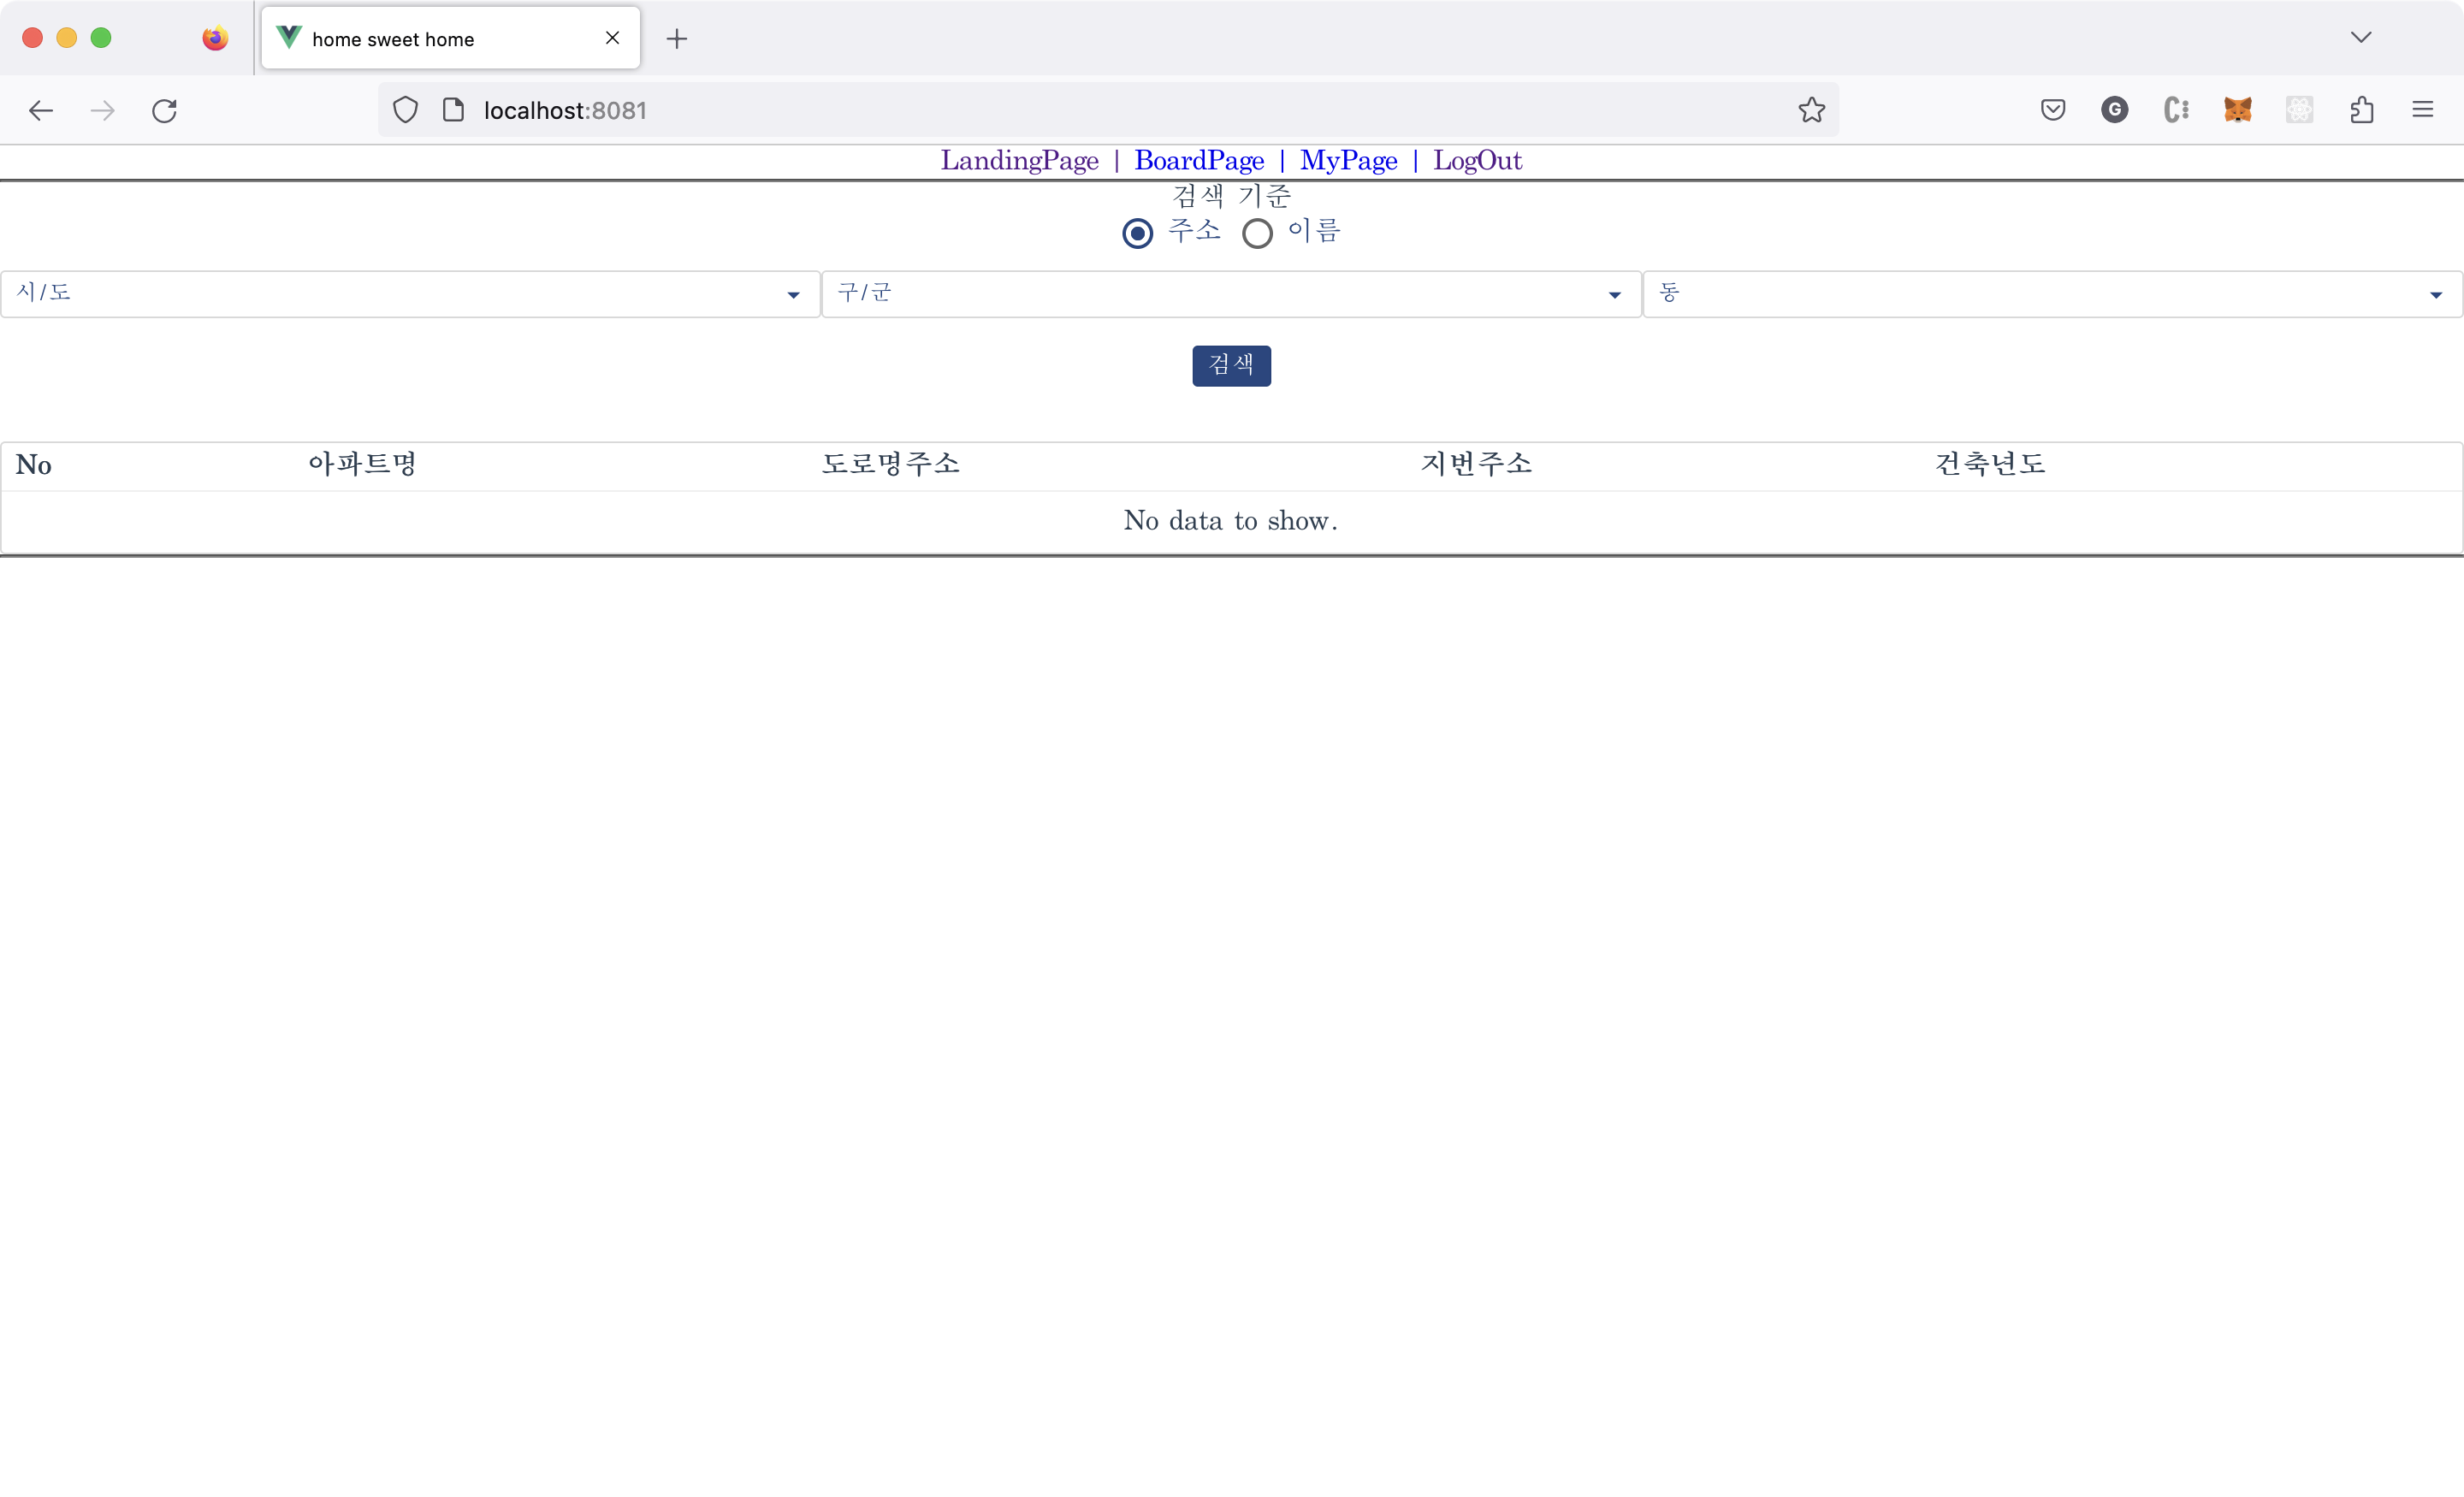 home sweet home
localhost:8081
LandingPage | BoardPage | MyPage | LogOut
검색 기준
주소 이름
시/도 구/군 동
검색
No 아파트명 도로명주소 지번주소 건축년도
No data to show.